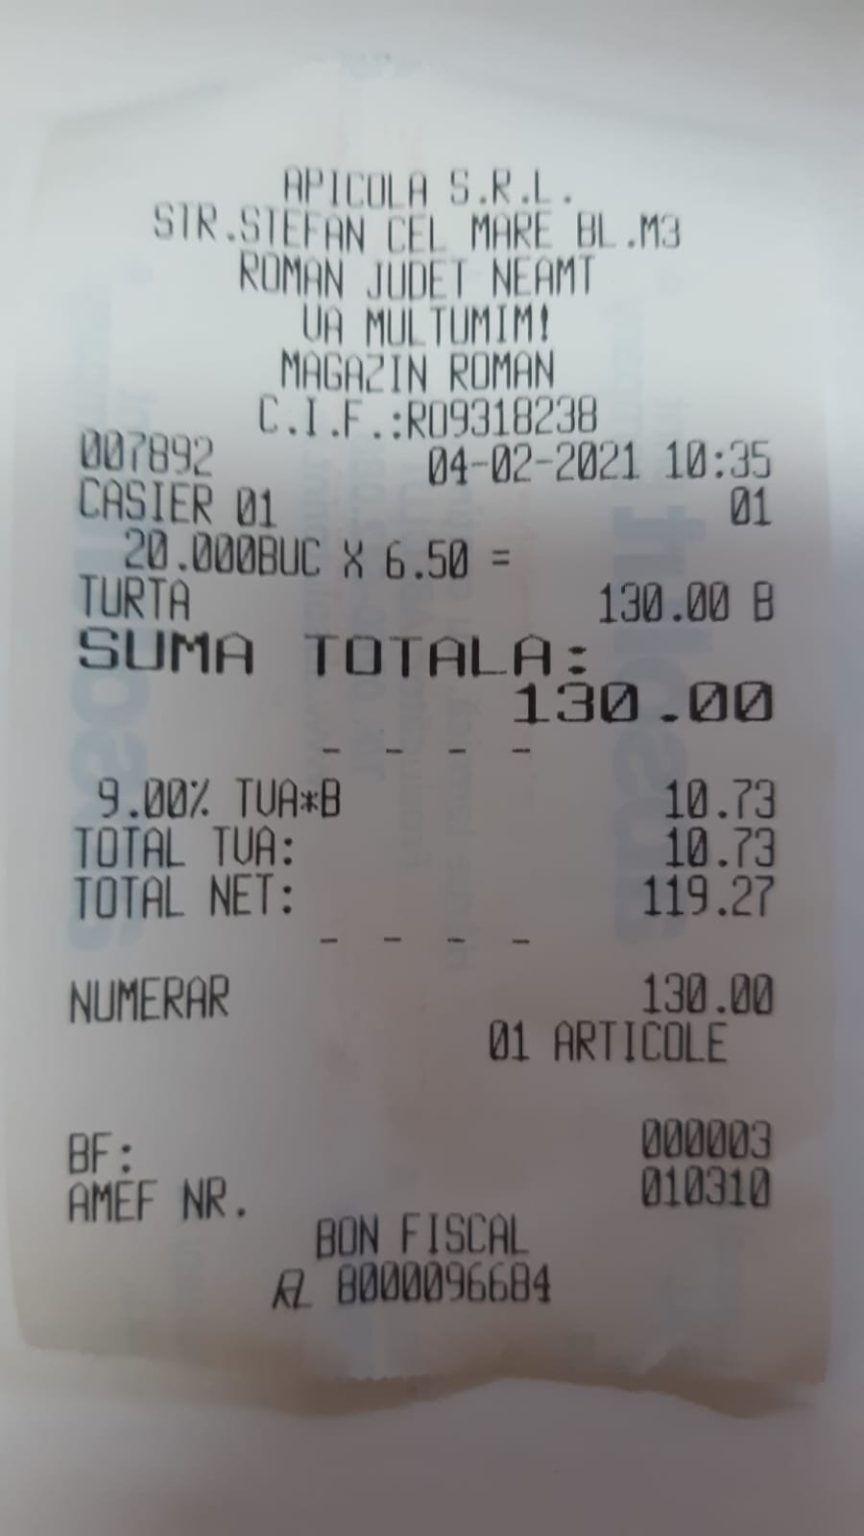 APICOLA S.R.L.
STR.STEFAN CEL MARE BL.M3
ROMAN JUDET NEAMT
VA MULTUMIM!
MAGAZIN ROMAN
C.I.F.:RO9318238
007892 04-02-2021 10:35
CASIER 01 01
20.000BUC X 6.50 =
TURTA 130.00 B
SUMA TOTALA:
130.00
- - - -
9.00% TVA*B 10.73
TOTAL TVA: 10.73
TOTAL NET: 119.27
- - - -
NUMERAR 130.00
01 ARTICOLE
BF: 000003
AMEF NR. 010310
BON FISCAL
8000096684